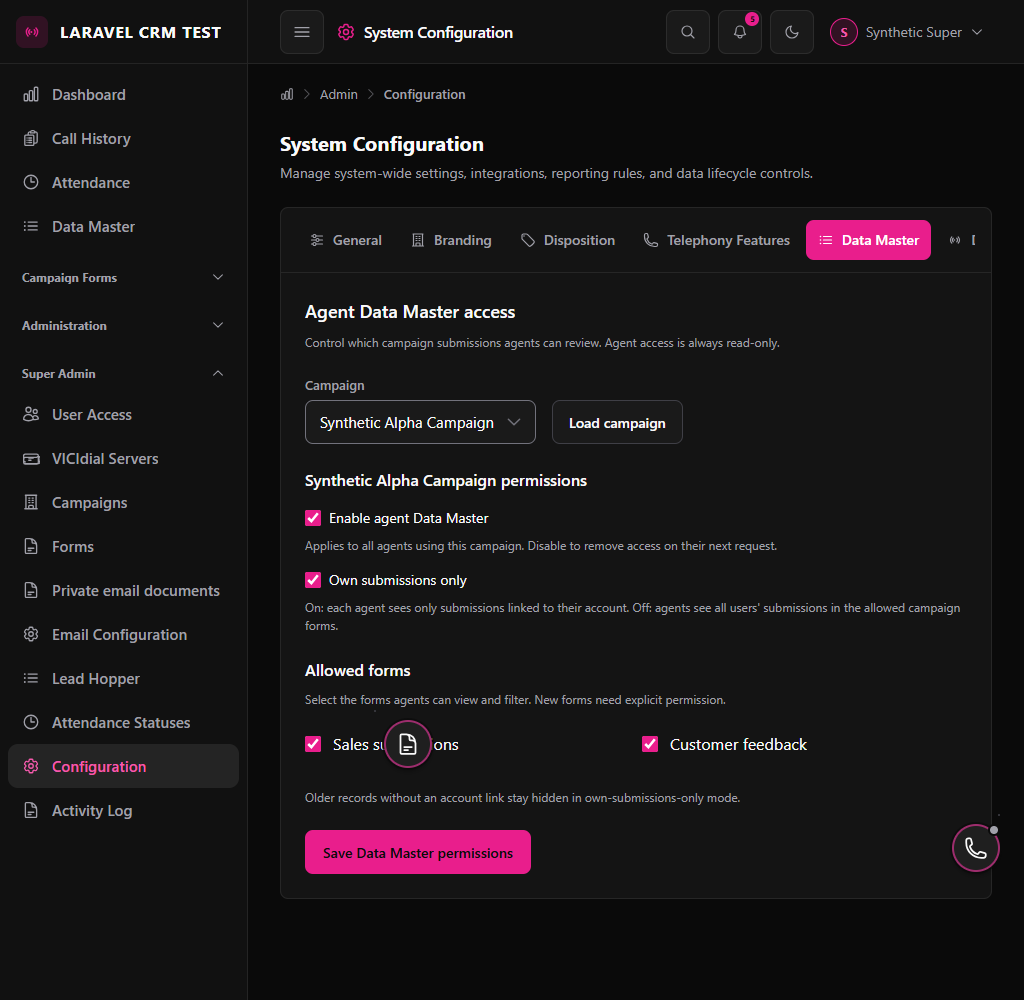 LARAVEL CRM TEST
System Configuration
5
S
Synthetic Super
Dashboard
Call History
Attendance
Data Master
Campaign Forms
Administration
Super Admin
User Access
VICIdial Servers
Campaigns
Forms
Private email documents
Email Configuration
Lead Hopper
Attendance Statuses
Configuration
Activity Log
Admin
Configuration
System Configuration
Manage system-wide settings, integrations, reporting rules, and data lifecycle controls.
General
Branding
Disposition
Telephony Features
Data Master
Agent Data Master access
Control which campaign submissions agents can review. Agent access is always read-only.
Campaign
Synthetic Alpha Campaign
Load campaign
Synthetic Alpha Campaign permissions
Enable agent Data Master
Applies to all agents using this campaign. Disable to remove access on their next request.
Own submissions only
On: each agent sees only submissions linked to their account. Off: agents see all users' submissions in the allowed campaign
forms.
Allowed forms
Select the forms agents can view and filter. New forms need explicit permission.
Sales
Customer feedback
Older records without an account link stay hidden in own-submissions-only mode.
Save Data Master permissions